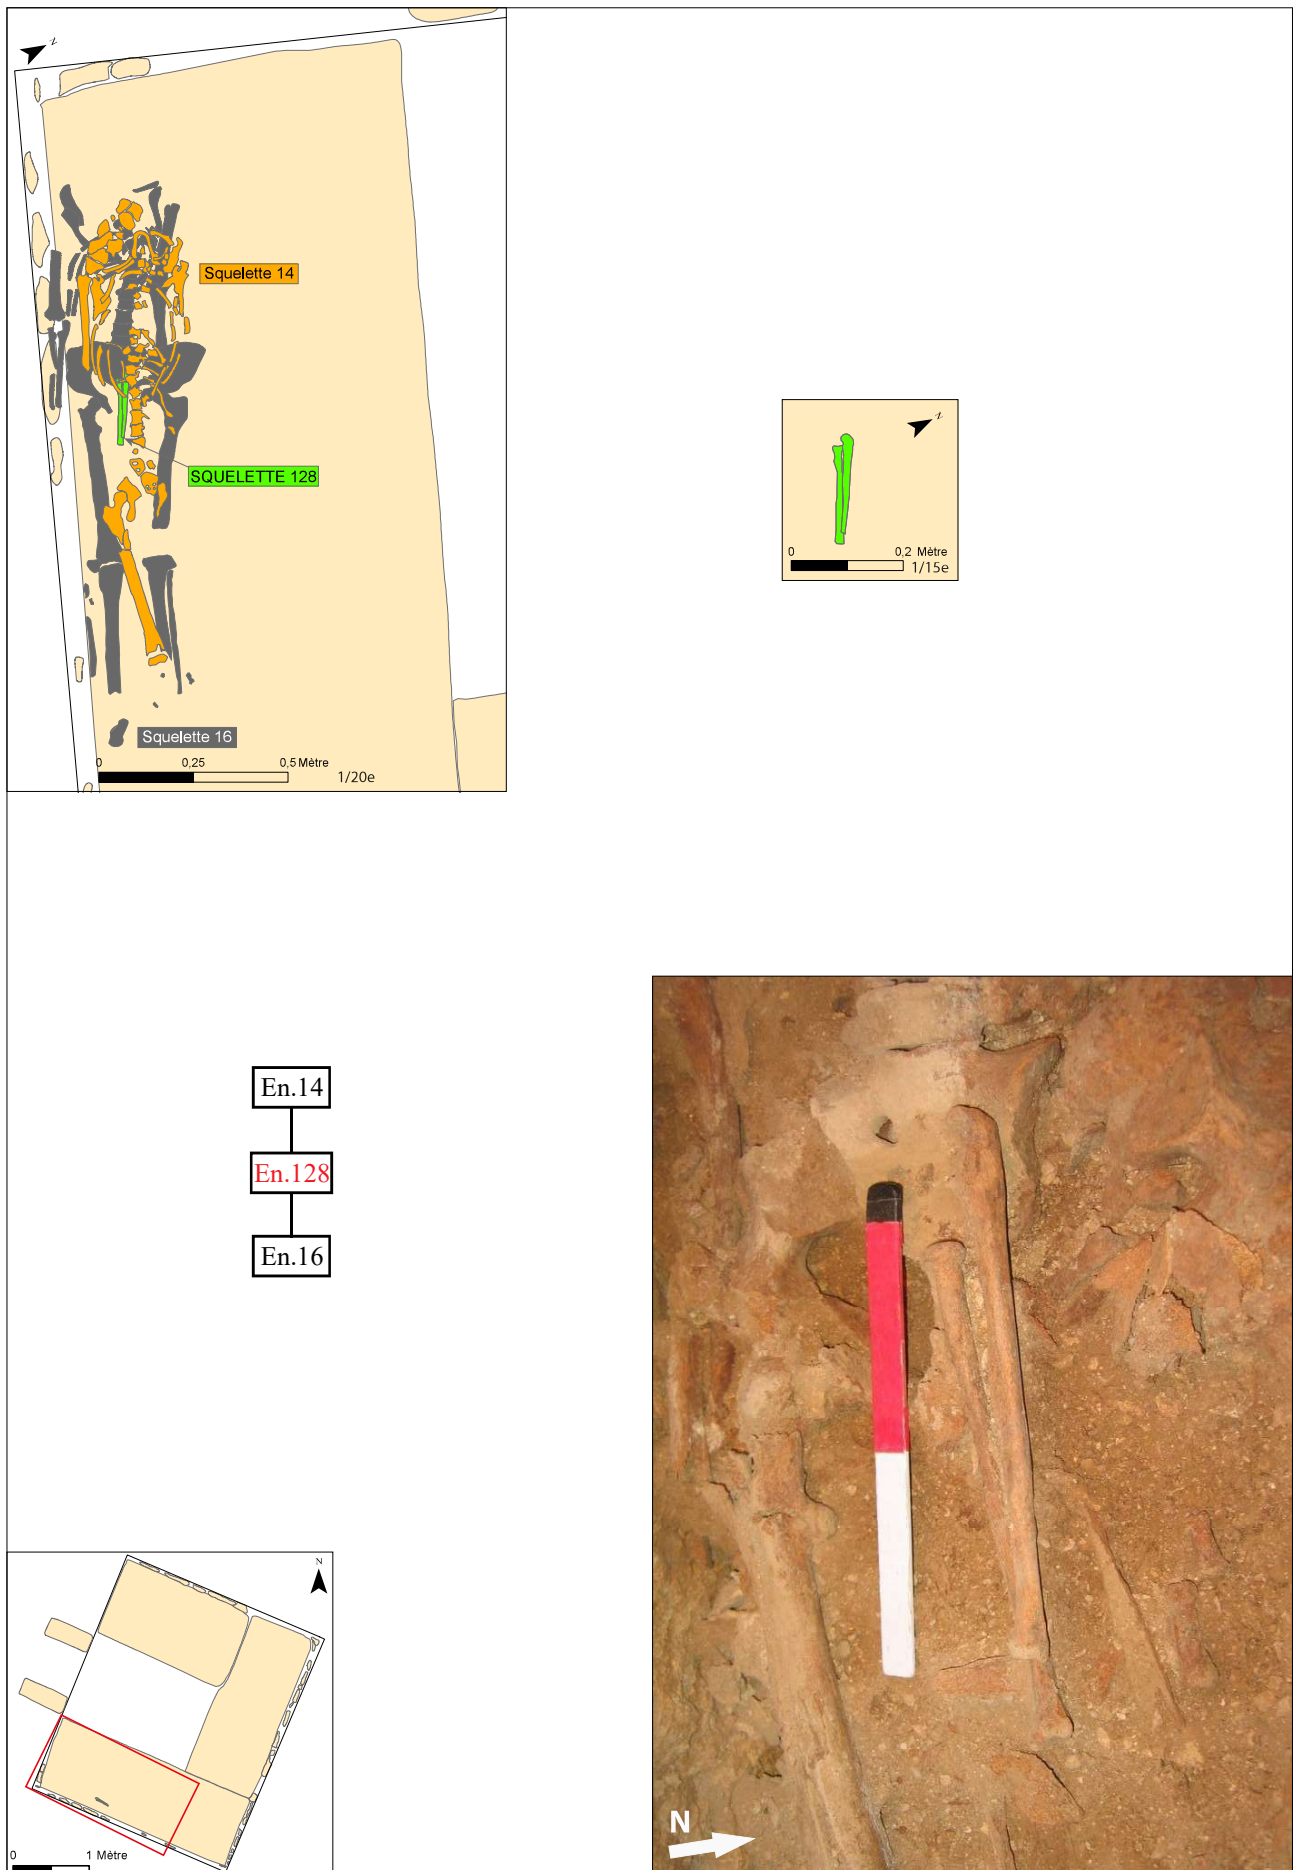 N
Squelette 14
SQUELETTE 128
Squelette 16
0 0,25 0,5 Mètre
1/20e
N
0 0,2 Mètre
1/15e
En.14
En.128
En.16
N
0 1 Mètre
N